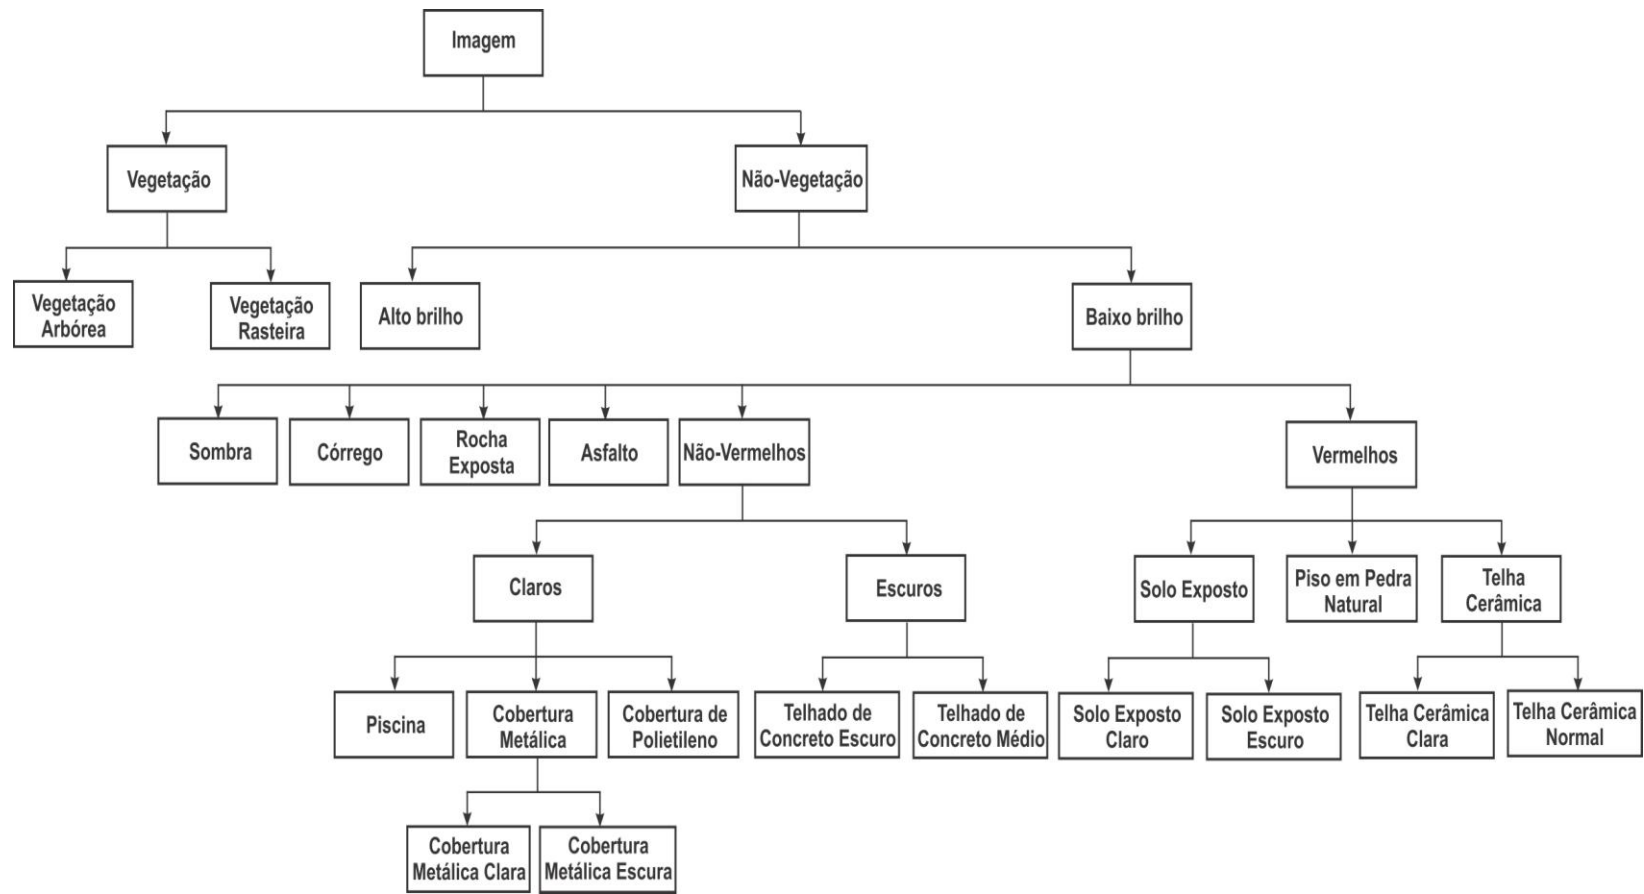 Imagem
Vegetação
Não-Vegetação
Vegetação
Arbórea
Vegetação
Rasteira
Alto brilho
Baixo brilho
Sombra
Córrego
Rocha
Exposta
Asfalto
Não-Vermelhos
Vermelhos
Claros
Escuros
Solo Exposto
Piso em Pedra
Natural
Telha
Cerâmica
Piscina
Cobertura
Metálica
Cobertura de
Polietileno
Telhado de
Concreto Escuro
Telhado de
Concreto Médio
Solo Exposto
Claro
Solo Exposto
Escuro
Telha Cerâmica
Clara
Telha Cerâmica
Normal
Cobertura
Metálica Clara
Cobertura
Metálica Escura